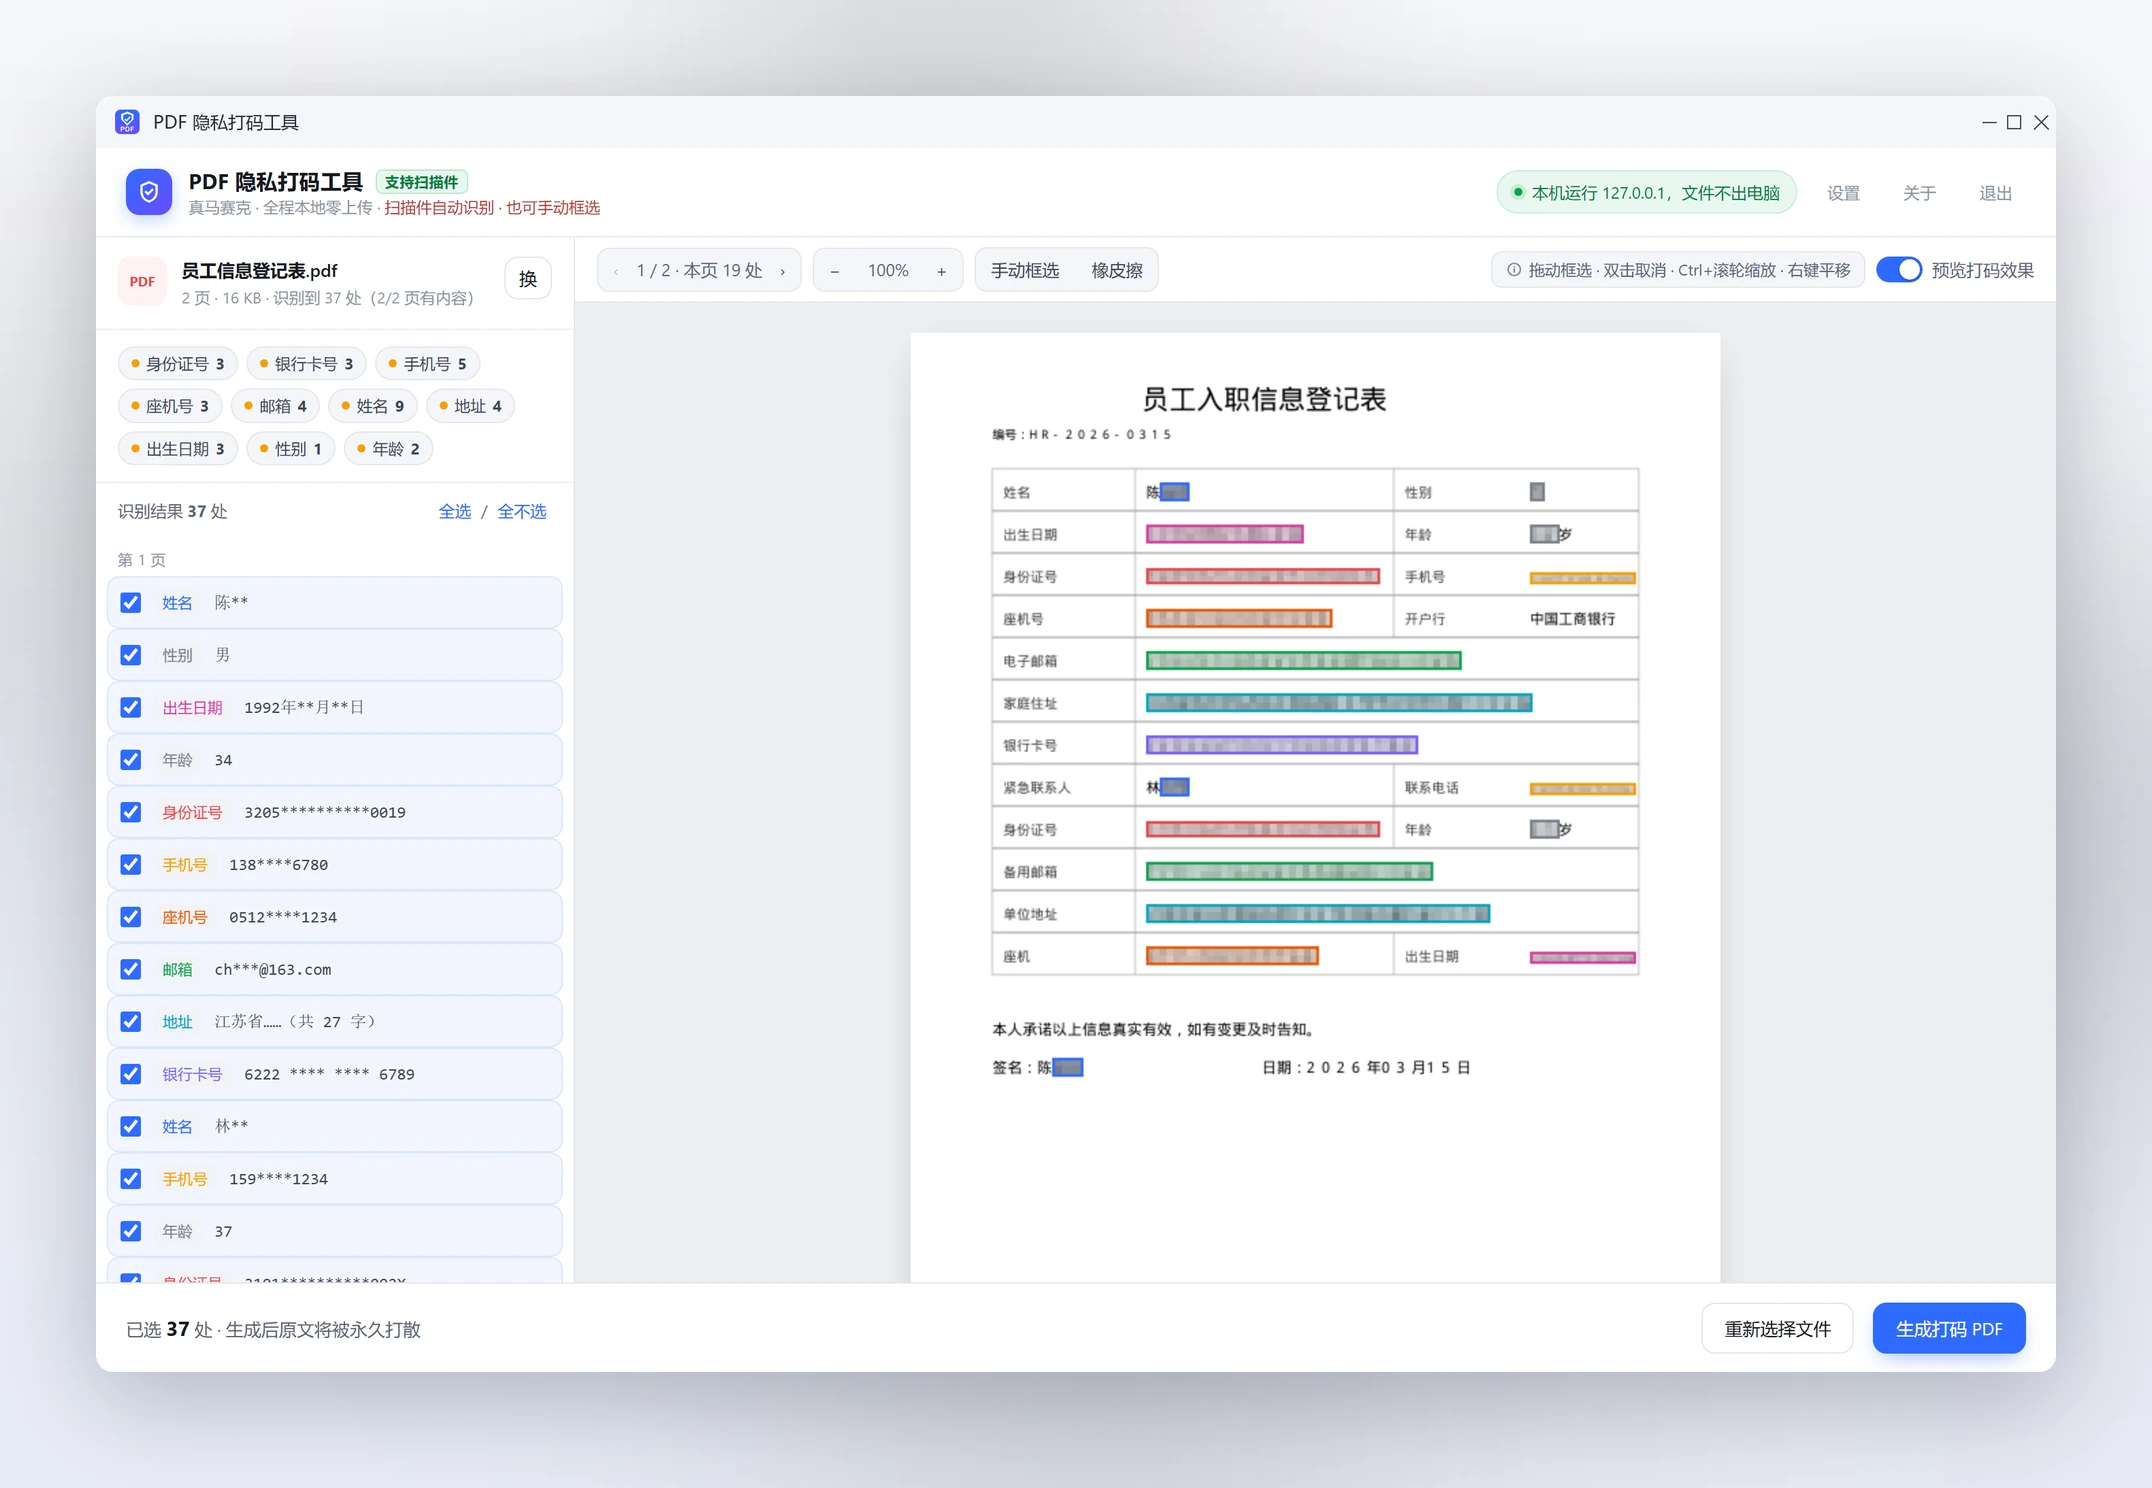 PDF 隐私打码工具
PDF 隐私打码工具 支持扫描件
真马赛克 · 全程本地零上传 · 扫描件自动识别 · 也可手动框选
本机运行 127.0.0.1，文件不出电脑 设置 关于 退出
PDF
员工信息登记表.pdf
2 页 · 16 KB · 识别到 37 处（2/2 页有内容）
换
‹ 1 / 2 · 本页 19 处 › − 100% + 手动框选 橡皮擦
拖动框选 · 双击取消 · Ctrl+滚轮缩放 · 右键平移 预览打码效果
身份证号 3 银行卡号 3 手机号 5
座机号 3 邮箱 4 姓名 9 地址 4
出生日期 3 性别 1 年龄 2
识别结果 37 处 全选 / 全不选
第 1 页
姓名 陈**
性别 男
出生日期 1992年**月**日
年龄 34
身份证号 3205**********0019
手机号 138****6780
座机号 0512****1234
邮箱 ch***@163.com
地址 江苏省……（共 27 字）
银行卡号 6222 **** **** 6789
姓名 林**
手机号 159****1234
年龄 37
身份证号 3101**********002X
员工入职信息登记表
编号：HR-2026-0315
姓名 陈 性别
出生日期 年龄 岁
身份证号 手机号
座机号 开户行 中国工商银行
电子邮箱
家庭住址
银行卡号
紧急联系人 林 联系电话
身份证号 年龄 岁
备用邮箱
单位地址
座机 出生日期
本人承诺以上信息真实有效，如有变更及时告知。
签名：陈 日期：2026年03月15日
已选 37 处 · 生成后原文将被永久打散
重新选择文件 生成打码 PDF